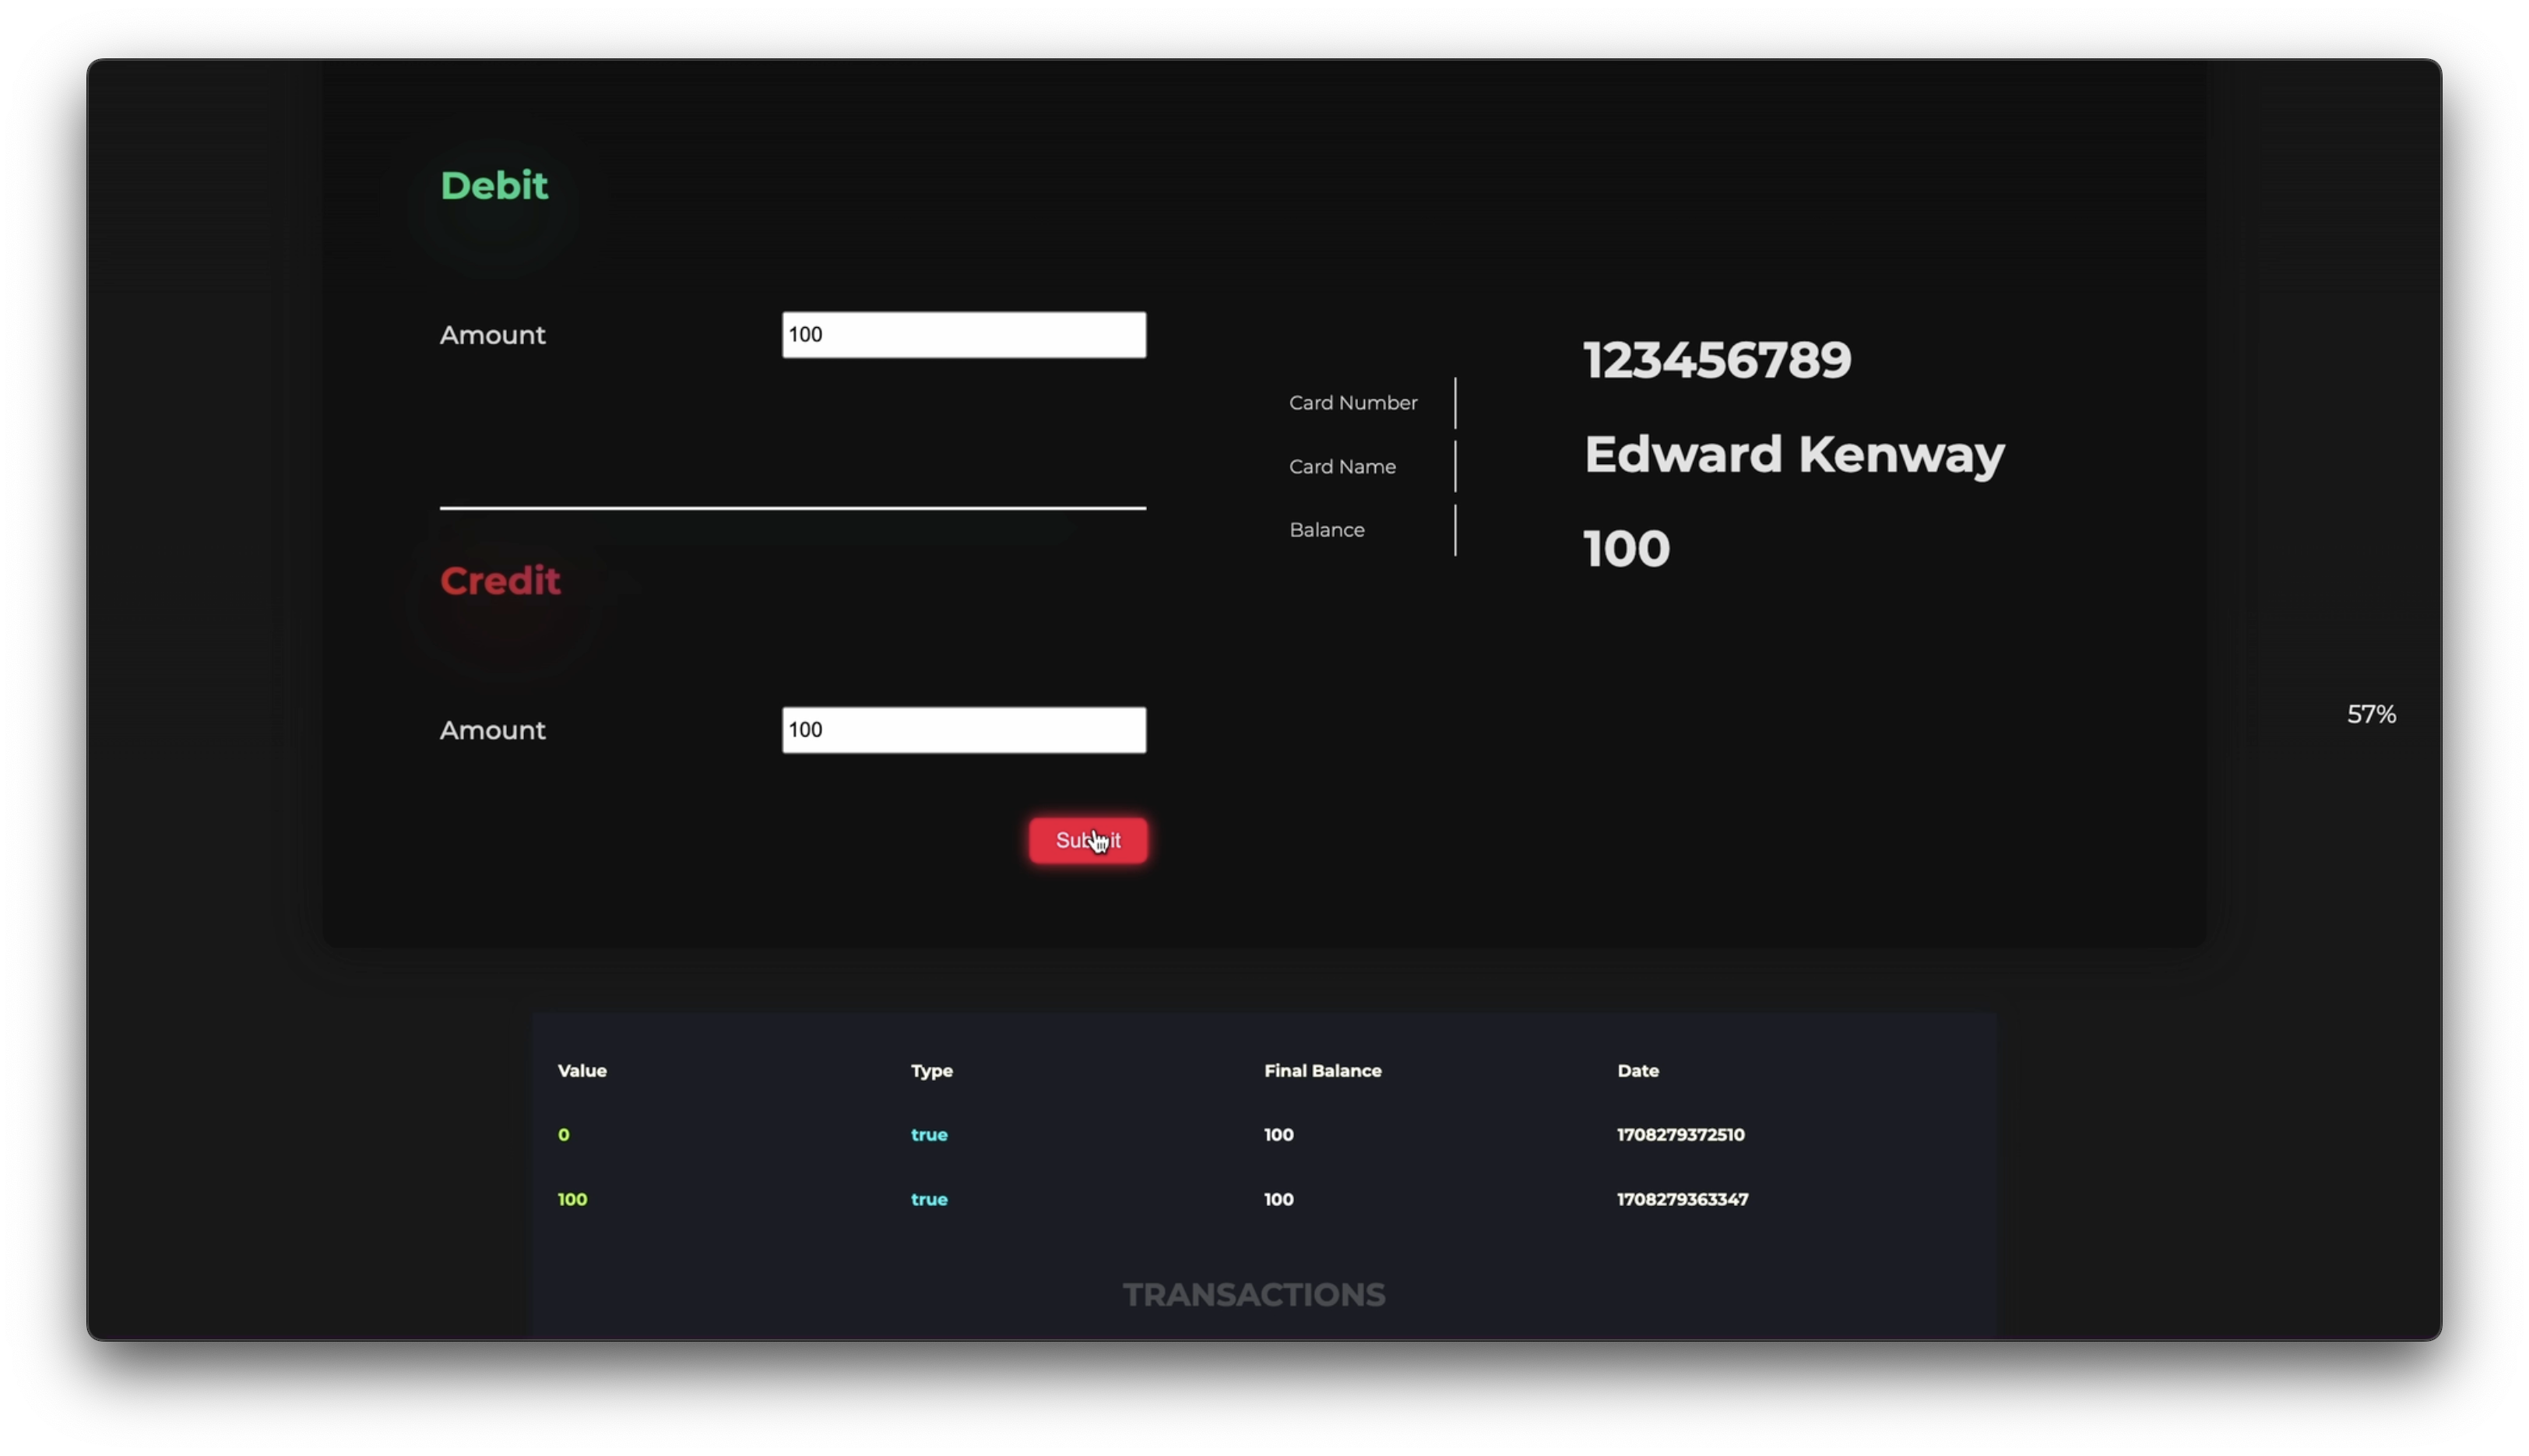 Debit
Amount
100
Card Number
Card Name
Balance
123456789
Edward Kenway
100
Credit
Amount
100
Submit
57%
Value Type Final Balance Date
0 true 100 1708279372510
100 true 100 1708279363347
TRANSACTIONS